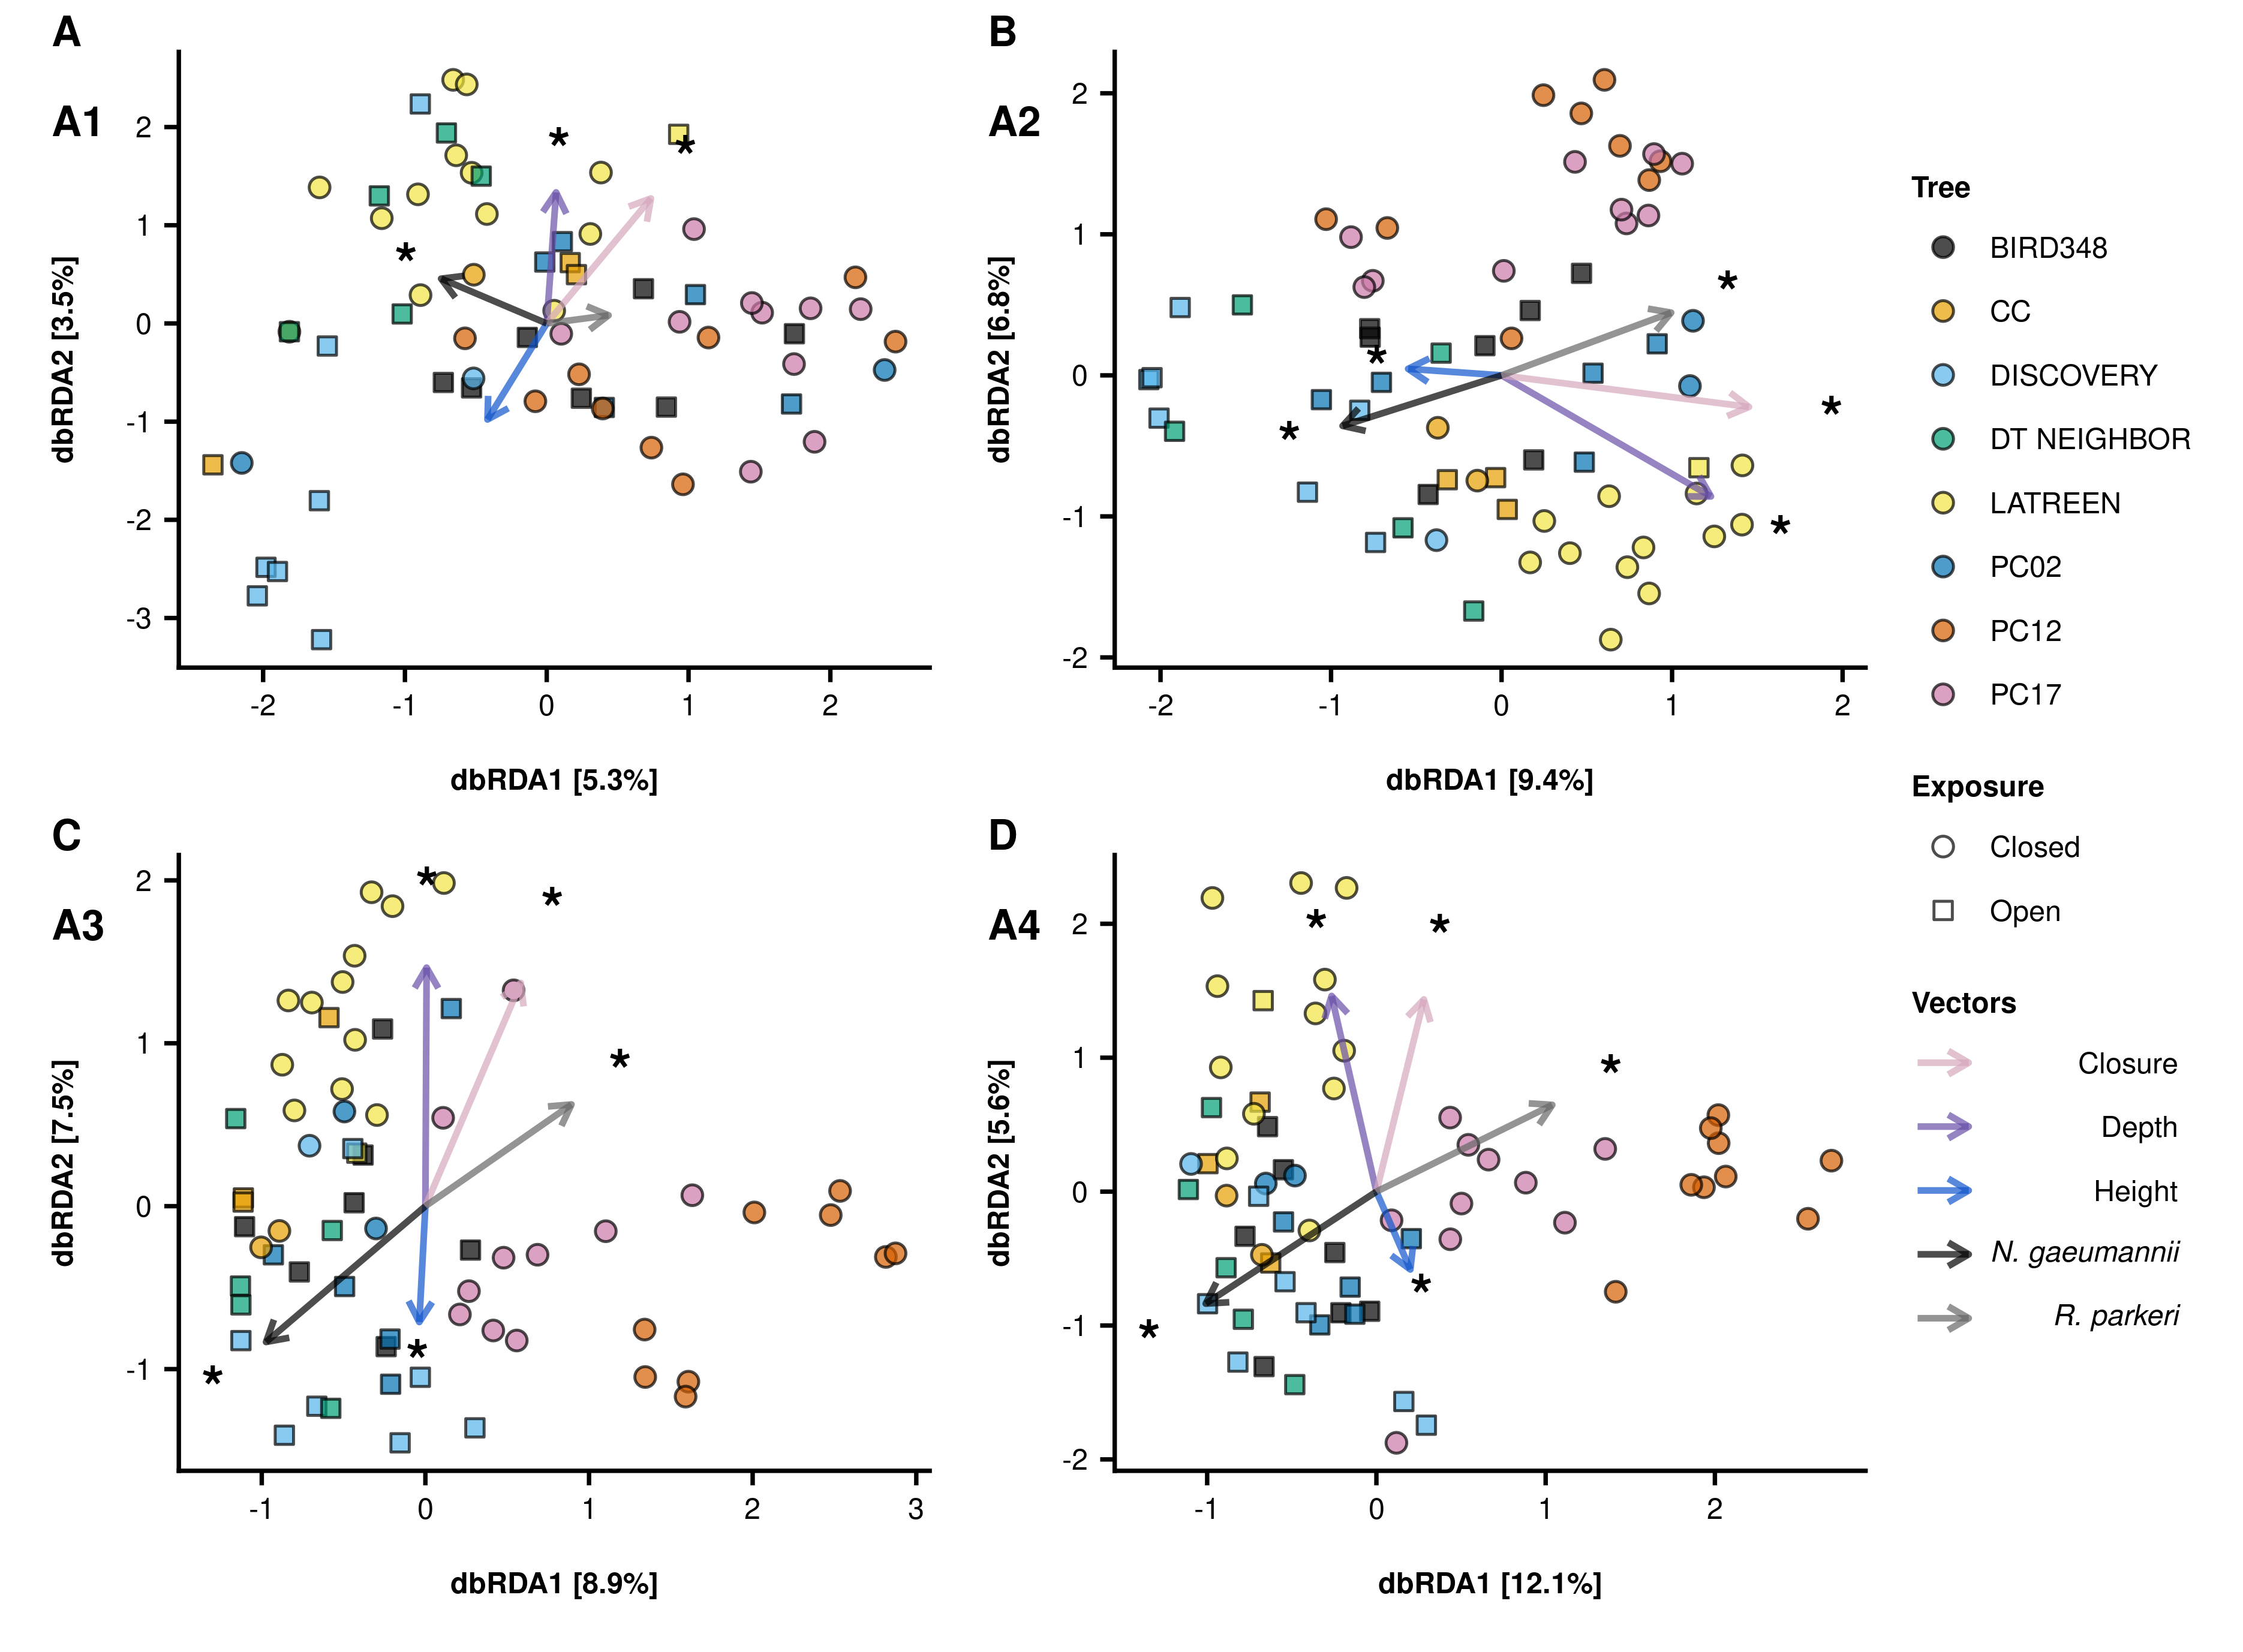 A
A1
2
1
0
-1
-2
-3
dbRDA2 [3.5%]
-2 -1 0 1 2
dbRDA1 [5.3%]
* * *
B
A2
2
1
0
-1
-2
dbRDA2 [6.8%]
-2 -1 0 1 2
dbRDA1 [9.4%]
* * * * *
C
A3
2
1
0
-1
dbRDA2 [7.5%]
-1 0 1 2 3
dbRDA1 [8.9%]
* * * * *
D
A4
2
1
0
-1
-2
dbRDA2 [5.6%]
-1 0 1 2
dbRDA1 [12.1%]
* * * * *
Tree
BIRD348
CC
DISCOVERY
DT NEIGHBOR
LATREEN
PC02
PC12
PC17
Exposure
Closed
Open
Vectors
Closure
Depth
Height
N. gaeumannii
R. parkeri